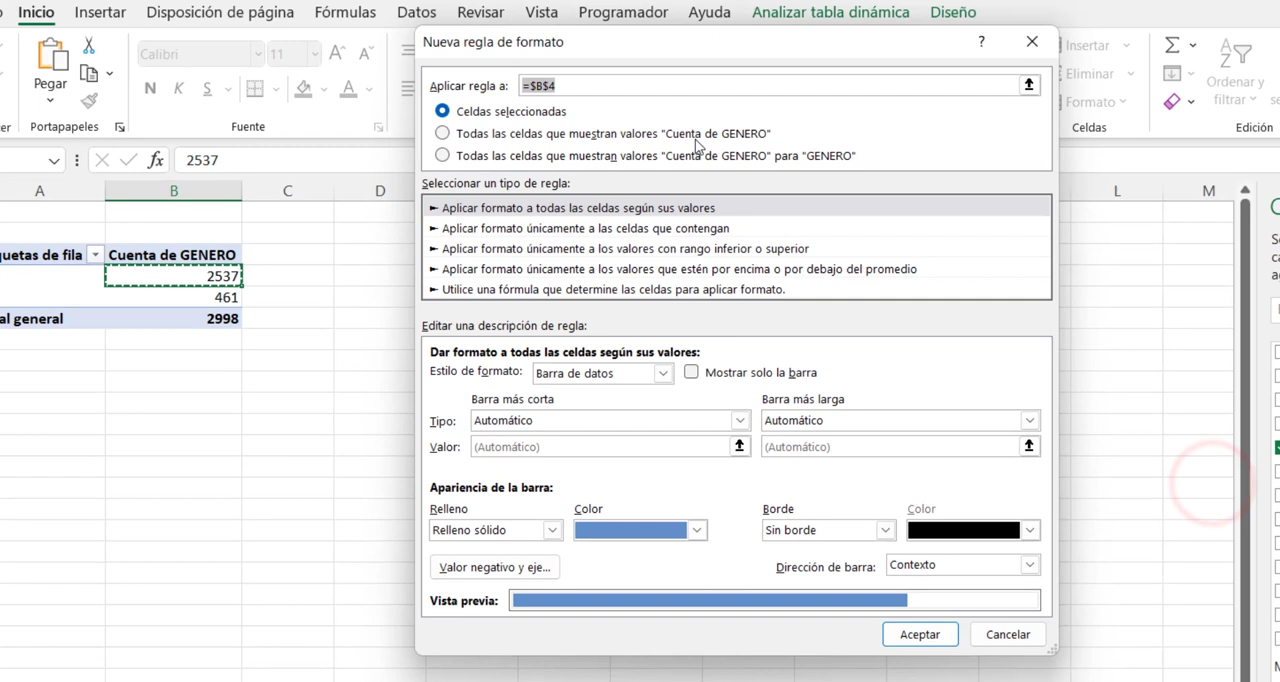 Inicio Insertar Disposición de página Fórmulas Datos Revisar Vista Programador Ayuda Analizar tabla dinámica Diseño
Nueva regla de formato ?
Calibri 11
Pegar
N K S
Insertar
Eliminar
Formato
Ordenar y
filtrar
Portapapeles Fuente Celdas Edición
fx 2537
A B C D L M
quetas de fila Cuenta de GENERO
2537
461
al general 2998
Aplicar regla a: =$B$4
Celdas seleccionadas
Todas las celdas que muestran valores "Cuenta de GENERO"
Todas las celdas que muestran valores "Cuenta de GENERO" para "GENERO"
Seleccionar un tipo de regla:
► Aplicar formato a todas las celdas según sus valores
► Aplicar formato únicamente a las celdas que contengan
► Aplicar formato únicamente a los valores con rango inferior o superior
► Aplicar formato únicamente a los valores que estén por encima o por debajo del promedio
► Utilice una fórmula que determine las celdas para aplicar formato.
Editar una descripción de regla:
Dar formato a todas las celdas según sus valores:
Estilo de formato: Barra de datos Mostrar solo la barra
Barra más corta Barra más larga
Tipo: Automático Automático
Valor: (Automático) (Automático)
Apariencia de la barra:
Relleno Color Borde Color
Relleno sólido Sin borde
Valor negativo y eje... Dirección de barra: Contexto
Vista previa:
Aceptar Cancelar